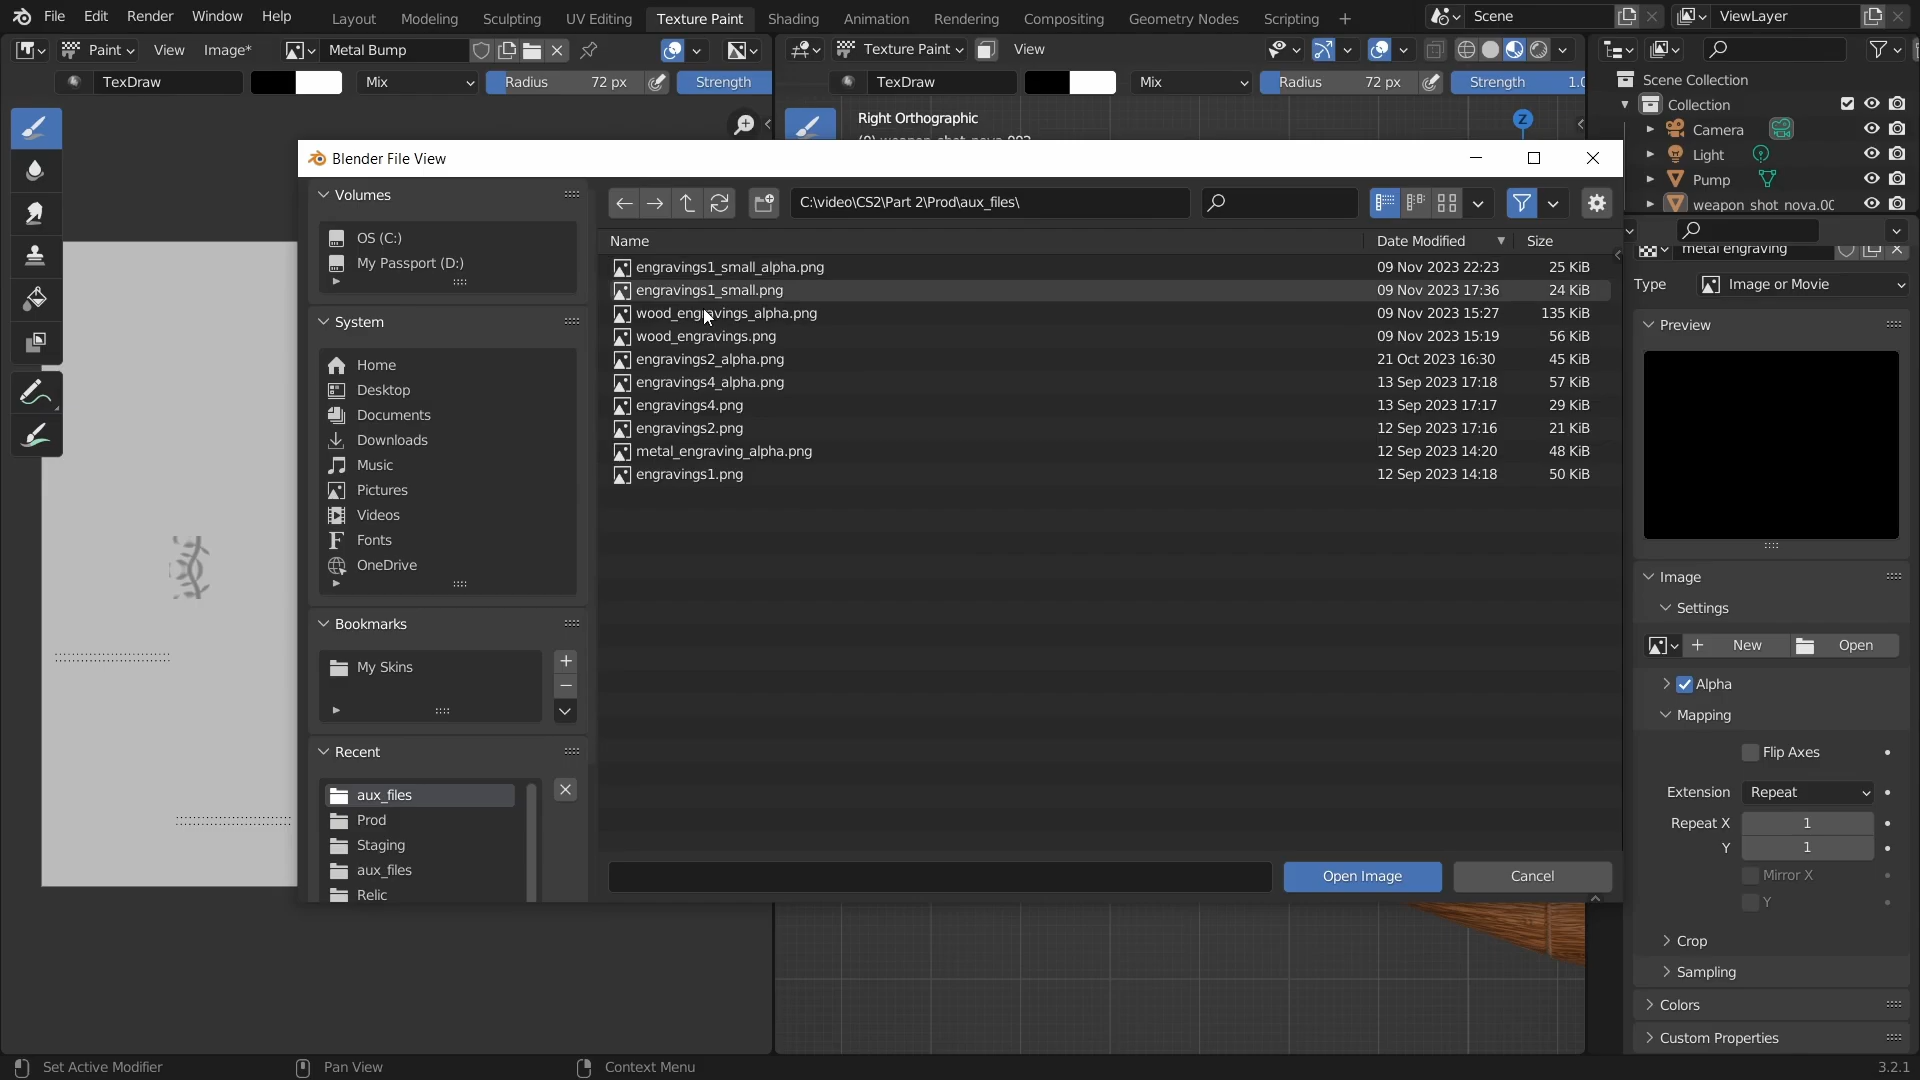 File Edit Render Window Help Layout Modeling Sculpting UV Editing Texture Paint Shading Animation Rendering Compositing Geometry Nodes Scripting + Scene ViewLayer
Paint View Image* Metal Bump Texture Paint View
TexDraw Mix Radius 72 px Strength TexDraw Mix Radius 72 px Strength
Right Orthographic
Z
Scene Collection
Collection
Camera
Light
Pump
weapon_shot_nova.00
Blender File View
Volumes
OS (C:)
My Passport (D:)
System
Home
Desktop
Documents
Downloads
Music
Pictures
Videos
Fonts
OneDrive
Bookmarks
My Skins
Recent
aux_files
Prod
Staging
aux_files
Relic
C:\video\CS2\Part 2\Prod\aux_files\
Name Date Modified Size
engravings1_small_alpha.png 09 Nov 2023 22:23 25 KiB
engravings1_small.png 09 Nov 2023 17:36 24 KiB
wood_engravings_alpha.png 09 Nov 2023 15:27 135 KiB
wood_engravings.png 09 Nov 2023 15:19 56 KiB
engravings2_alpha.png 21 Oct 2023 16:30 45 KiB
engravings4_alpha.png 13 Sep 2023 17:18 57 KiB
engravings4.png 13 Sep 2023 17:17 29 KiB
engravings2.png 12 Sep 2023 17:16 21 KiB
metal_engraving_alpha.png 12 Sep 2023 14:20 48 KiB
engravings1.png 12 Sep 2023 14:18 50 KiB
Open Image Cancel
metal engraving
Type Image or Movie
Preview
Image
Settings
+ New Open
Alpha
Mapping
Flip Axes
Extension Repeat
Repeat X 1
Y 1
Mirror X
Y
Crop
Sampling
Colors
Custom Properties
Set Active Modifier Pan View Context Menu 3.2.1